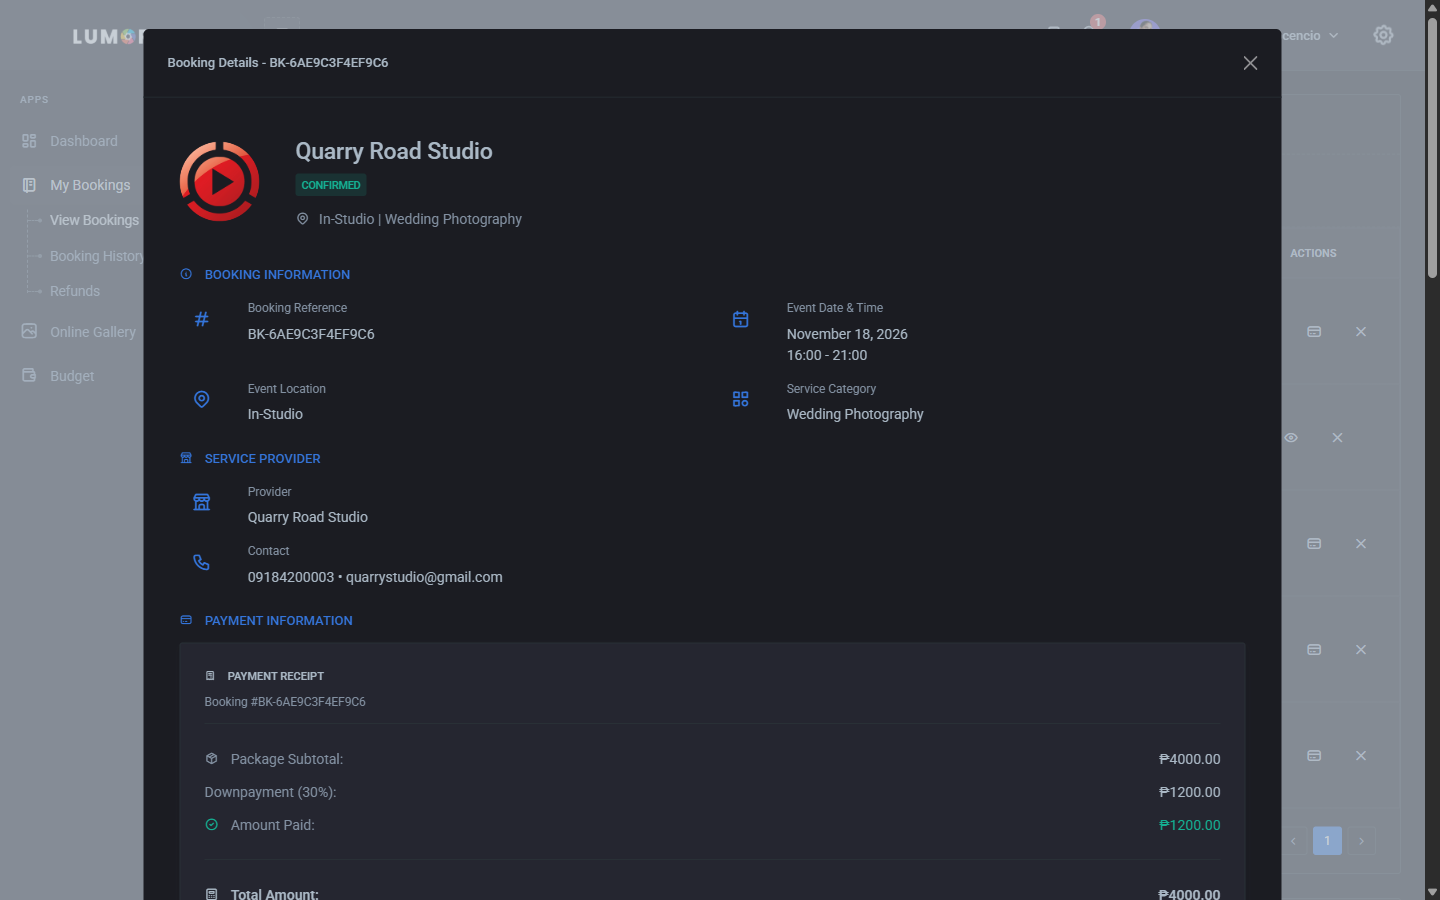 LUMO
1
cencio
Booking Details - BK-6AE9C3F4EF9C6
APPS
Dashboard
My Bookings
View Bookings
Booking History
Refunds
Online Gallery
Budget
ACTIONS
Quarry Road Studio
CONFIRMED
In-Studio | Wedding Photography
BOOKING INFORMATION
Booking Reference
BK-6AE9C3F4EF9C6
Event Date & Time
November 18, 2026
16:00 - 21:00
Event Location
In-Studio
Service Category
Wedding Photography
SERVICE PROVIDER
Provider
Quarry Road Studio
Contact
09184200003 • quarrystudio@gmail.com
PAYMENT INFORMATION
PAYMENT RECEIPT
Booking #BK-6AE9C3F4EF9C6
Package Subtotal: ₱4000.00
Downpayment (30%): ₱1200.00
Amount Paid: ₱1200.00
Total Amount: ₱4000.00
1